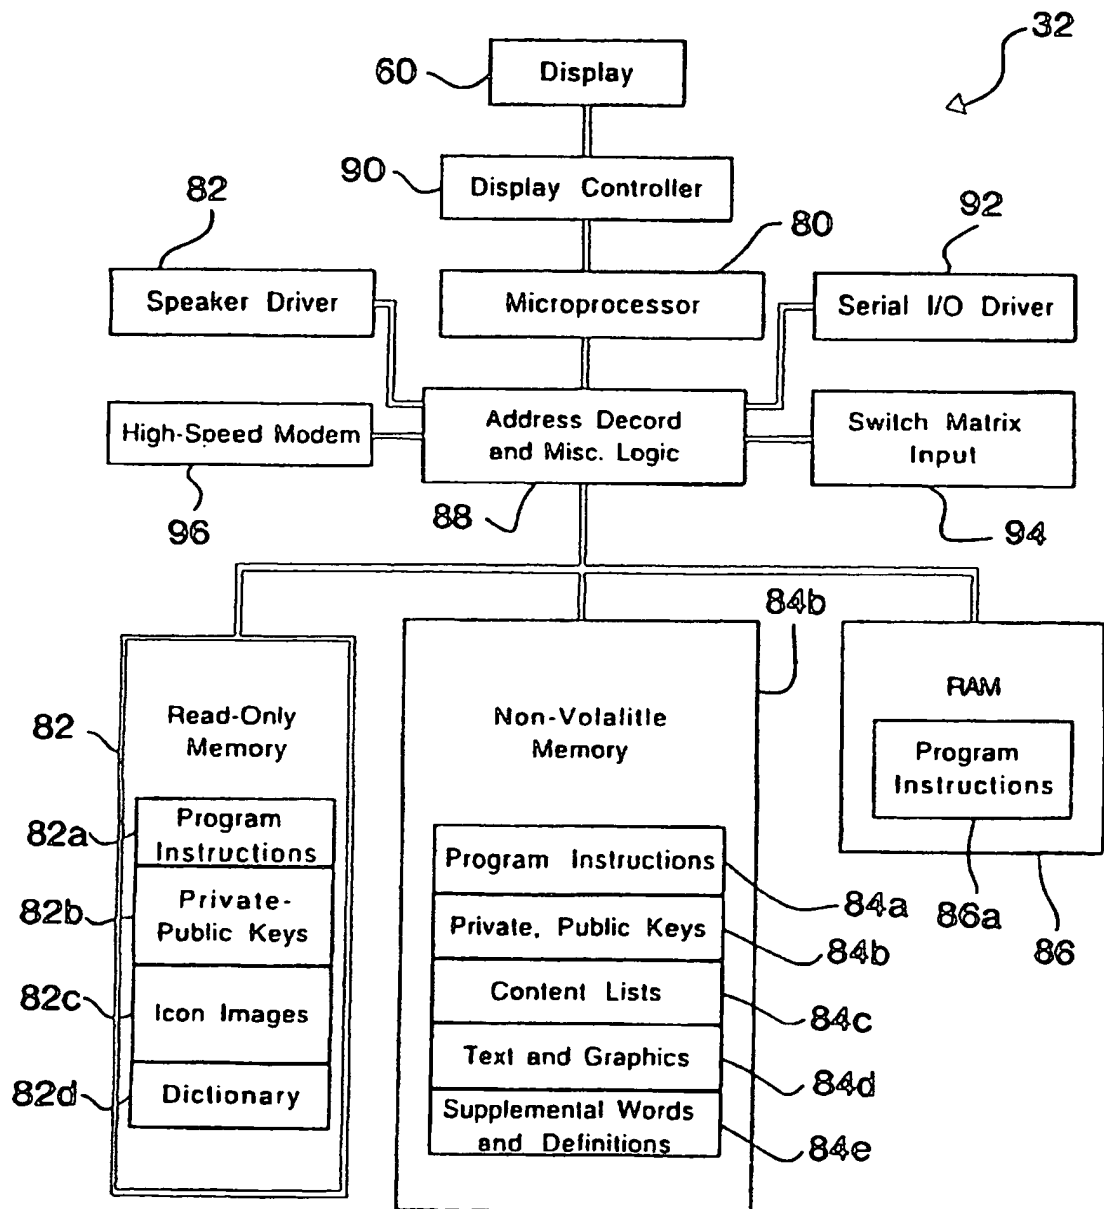 32
60
Display
90
Display Controller
82
80
92
Speaker Driver
Microprocessor
Serial I/O Driver
High-Speed Modem
Address Decord
and Misc. Logic
Switch Matrix
Input
96
88
94
84b
82
Read-Only
Memory
Non-Volalitle
Memory
RAM
Program
Instructions
82a
Program
Instructions
82b
Private-
Public Keys
82c
Icon Images
82d
Dictionary
Program Instructions
84a
Private, Public Keys
84b
Content Lists
84c
Text and Graphics
84d
Supplemental Words
and Definitions
84e
86a
86